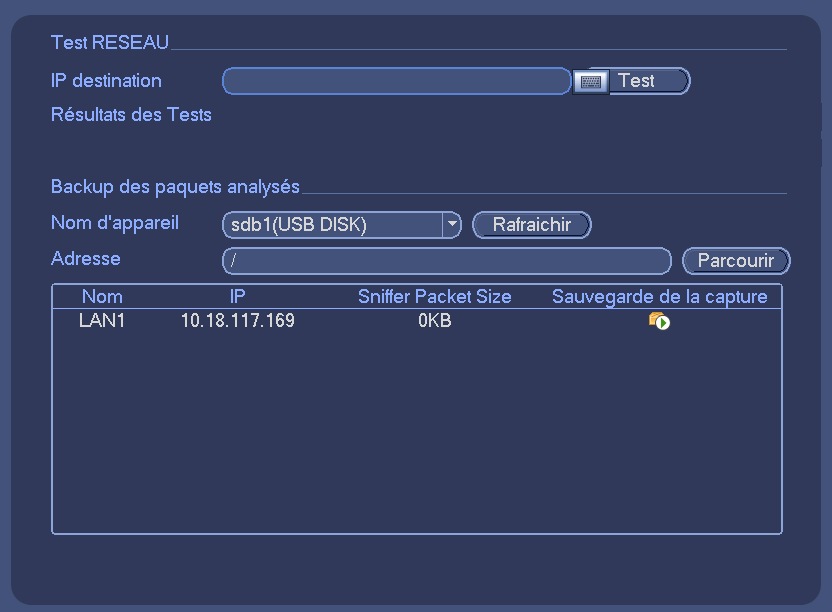 Test RESEAU
IP destination Test
Résultats des Tests
Backup des paquets analysés
Nom d'appareil sdb1(USB DISK) Rafraichir
Adresse / Parcourir
Nom IP Sniffer Packet Size Sauvegarde de la capture
LAN1 10.18.117.169 0KB